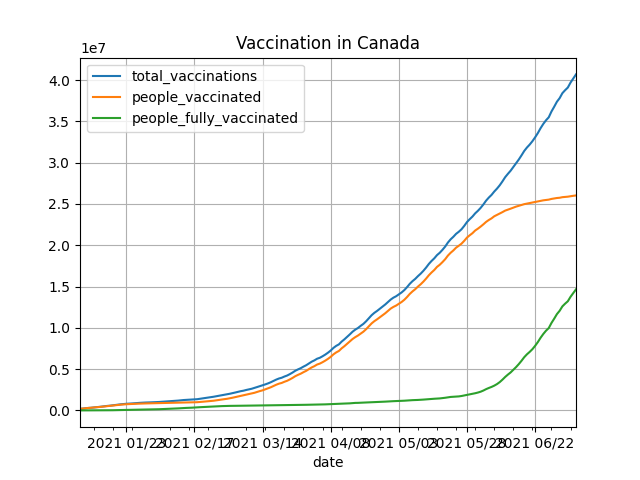 Vaccination in Canada
1e7
total_vaccinations
people_vaccinated
people_fully_vaccinated
4.0
3.5
3.0
2.5
2.0
1.5
1.0
0.5
0.0
2021 01/23 2021 02/17 2021 03/14 2021 04/08 2021 05/03 2021 05/28 2021 06/22
date